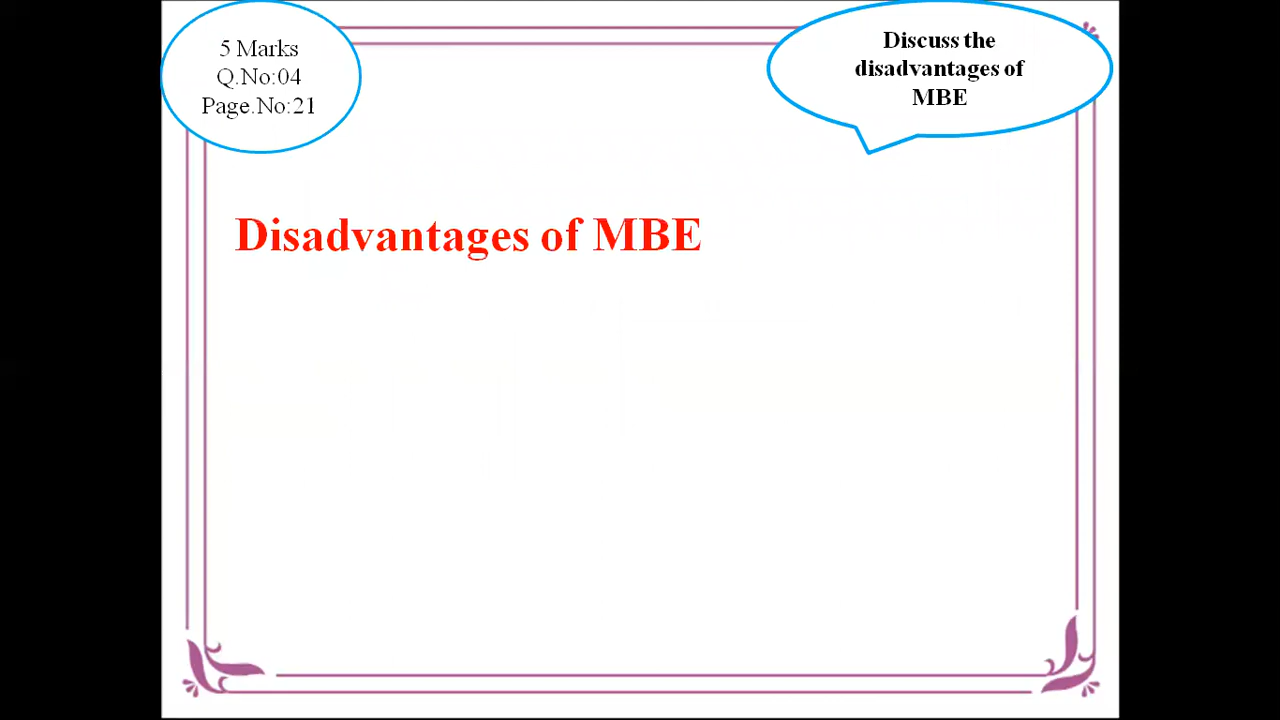 5 Marks
Q.No:04
Page.No:21
Discuss the
disadvantages of
MBE
Disadvantages of MBE